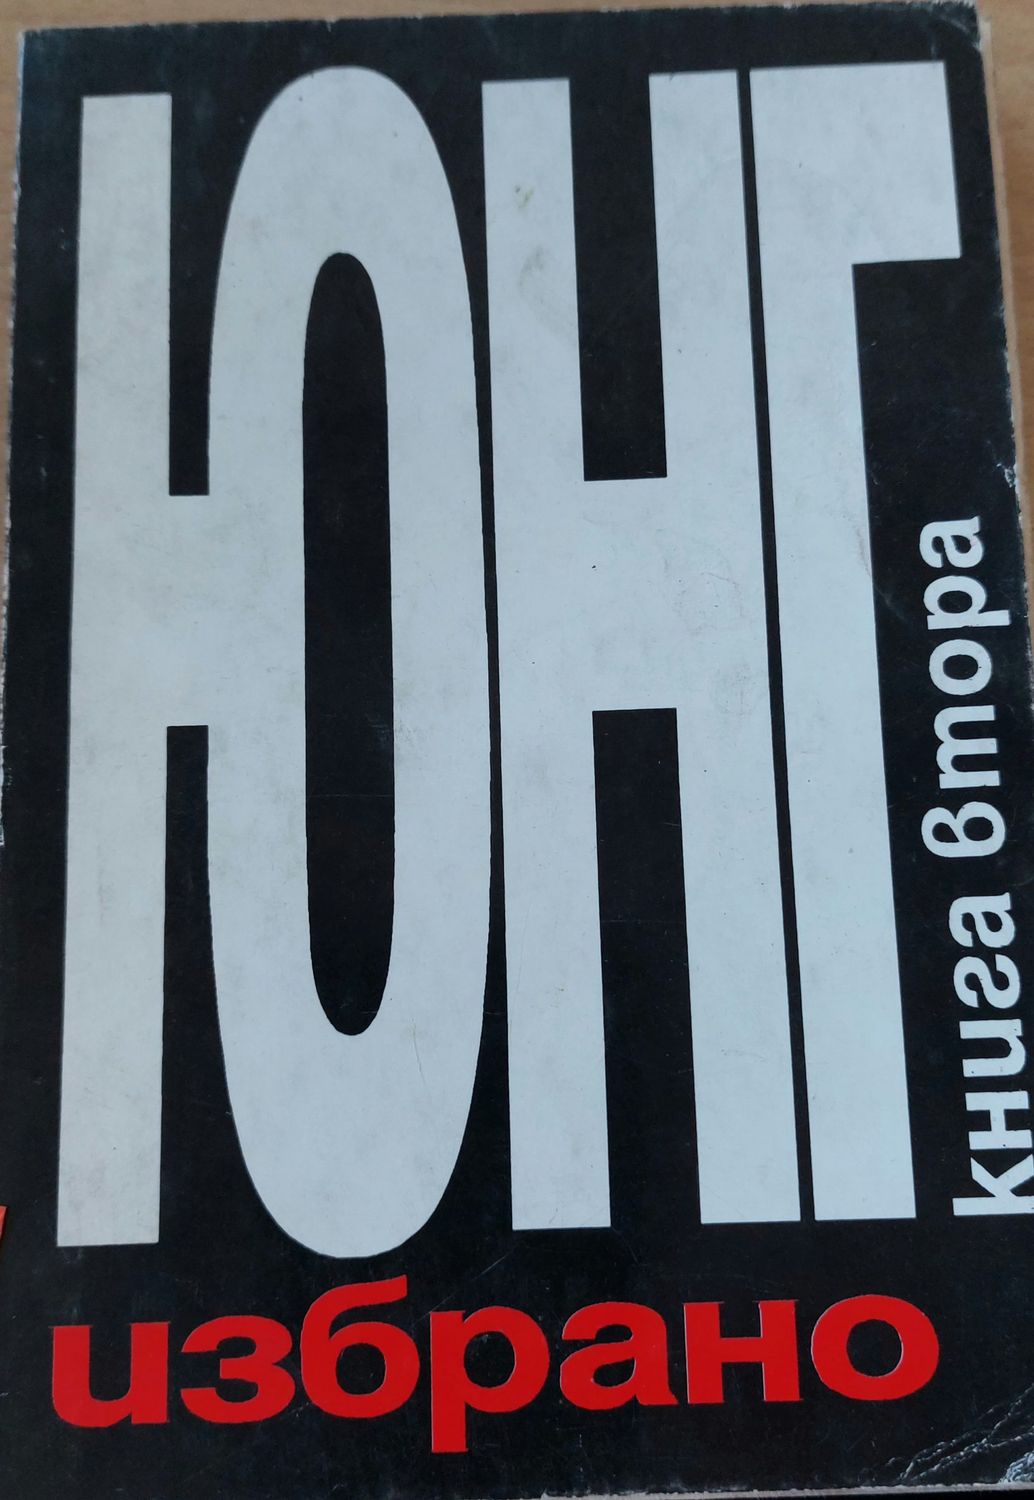 ЮНГ
книга втора
избрано